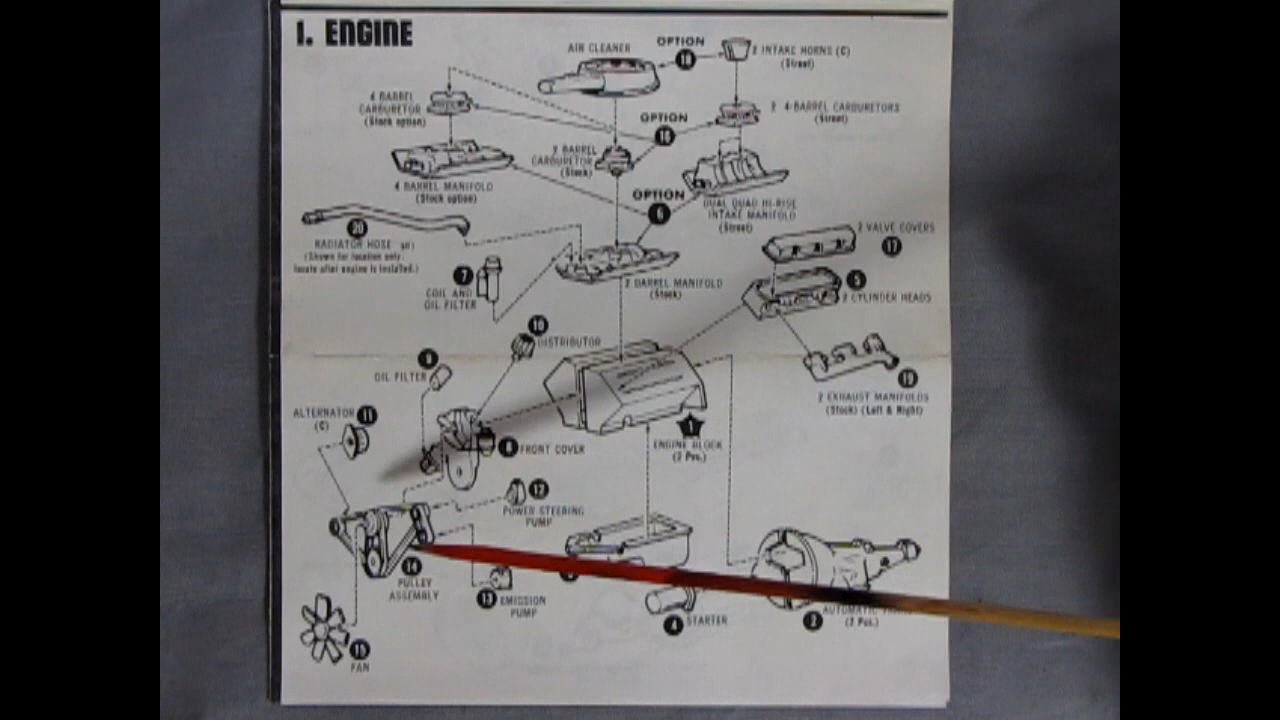 1. ENGINE
AIR CLEANER
OPTION
18
2 INTAKE HORNS (C)
(Street)
4 BARREL
CARBURETOR
(Stock option)
2 4-BARREL CARBURETORS
(Street)
OPTION
16
2 BARREL
CARBURETOR
(Stock)
4 BARREL MANIFOLD
(Stock option)
OPTION
6
DUAL QUAD HI-RISE
INTAKE MANIFOLD
(Street)
20
RADIATOR HOSE
(Shown for location only
locate after engine is installed.)
2 VALVE COVERS
17
7
COIL AND
OIL FILTER
2 BARREL MANIFOLD
(Stock)
5
2 CYLINDER HEADS
10
DISTRIBUTOR
9
OIL FILTER
19
2 EXHAUST MANIFOLDS
(Stock) (Left & Right)
ALTERNATOR 11
(C)
1
ENGINE BLOCK
(2 Pcs.)
8 FRONT COVER
12
POWER STEERING
PUMP
14
PULLEY
ASSEMBLY
13 EMISSION
PUMP
4 STARTER
2
AUTOMATIC
(2 Pcs.)
15
FAN